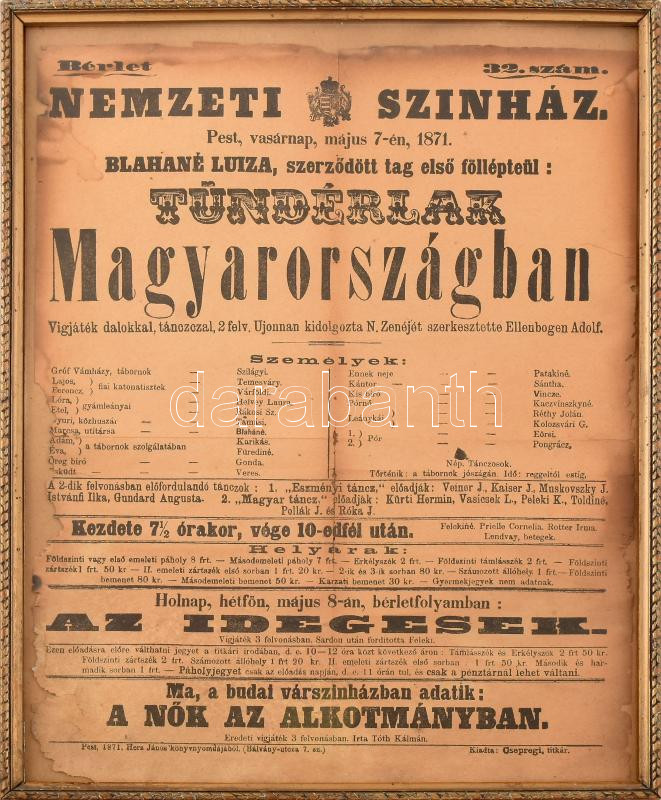 Bérlet 32. szám.
NEMZETI SZINHÁZ.
Pest, vasárnap, május 7-én, 1871.
BLAHANÉ LUIZA, szerződött tag első fölléptéül :
TÜNDÉRLAK
Magyarországban
Vigjáték dalokkal, tánczczal, 2 felv. Ujonnan kidolgozta N. Zenéjét szerkesztette Ellenbogen Adolf.
Személyek:
Gróf Vámházy, tábornok — — Szilágyi.
Lajos, ) Temesváry.
Ferencz, ) fiai katonatisztek — Várföldi.
Lóra, ) Helvey Laura.
Etel, ) gyámleányai — — Rákosi Sz.
Gyuri, közhuszár — — Tamási.
Marcsa, utitársa — — Blaháné.
Ádám, ) Karikás.
Éva, ) a tábornok szolgálatában —Ürediné.
Öreg biró — — Gonda.
Esküdt — — Veres.
Ennek neje — — Patakiné.
Kántor — — Sántha.
Kis biró — — Vincze.
Pórnő — — Kaczvinszkyné.
Leánykái ) — — Réthy Jolán.
Kolozsvári G.
1. ) Eörsi.
2. ) Pór — — Pongrácz.
Nép. Tánczosok.
Történik : a tábornok jószágán. Idő: reggeltől estig.
A 2-dik felvonásban előfordulandó tánczok : 1. „Eszményi táncz,“ előadják: Veiner J., Kaiser J., Muskovszky J.
Istvánfi Ilka, Gundard Augusta. 2. „Magyar táncz,“ előadják : Kürti Hermin, Vasicsek L., Peleki K., Toldiné,
Pollák J. és Róka J.
Kezdete 7½ órakor, vége 10-edfél után.
Felekiné. Prielle Cornelia. Rotter Irma.
Lendvay, betegek.
Helyárak:
Földszinti vagy első emeleti páholy 8 frt. — Másodemeleti páholy 7 frt. — Erkélyszék 2 frt. — Földszinti támlásszék 2 frt. — Földszinti
zártszék 1 frt. 50 kr. — II. emeleti zártszék első sorban 1 frt. 20 kr. — 2-ik és 3-ik sorban 80 kr. — Számozott állóhely. 1 frt.— Földszinti
bemenet 80 kr. — Másodemeleti bemenet 50 kr. — Karzati bemenet 30 kr. — Gyermekjegyek nem adatnak.
Holnap, hétfőn, május 8-án, bérletfolyamban :
AZ IDEGESEK.
Vigjáték 3 felvonásban. Sardou után forditotta Feleki.
Ezen előadásra előre válthatni jegyet a titkári irodában, d. e. 10—12 óra közt következő áron : Támlásszék és Erkélyszék 2 frt 50 kr.
Földszinti zártszék 2 frt. Számozott állóhely 1 frt 20 kr. II. emeleti zártszék első sorban 1 frt 50 kr. Második és har-
madik sorban 1 frt. — Páholyjegyet csak az előadás napján, d. e. 11 órán tul, és csak a pénztárnál lehet váltani.
Ma, a budai várszinházban adatik:
A NŐK AZ ALKOTMÁNYBAN.
Eredeti vigjáték 3 felvonásban. Irta Tóth Kálmán.
Pest, 1871. Herz János könyvnyomdájából. (Bálvány-utcza 7. sz.) Kiadta: Csepregi, titkár.
darabanth